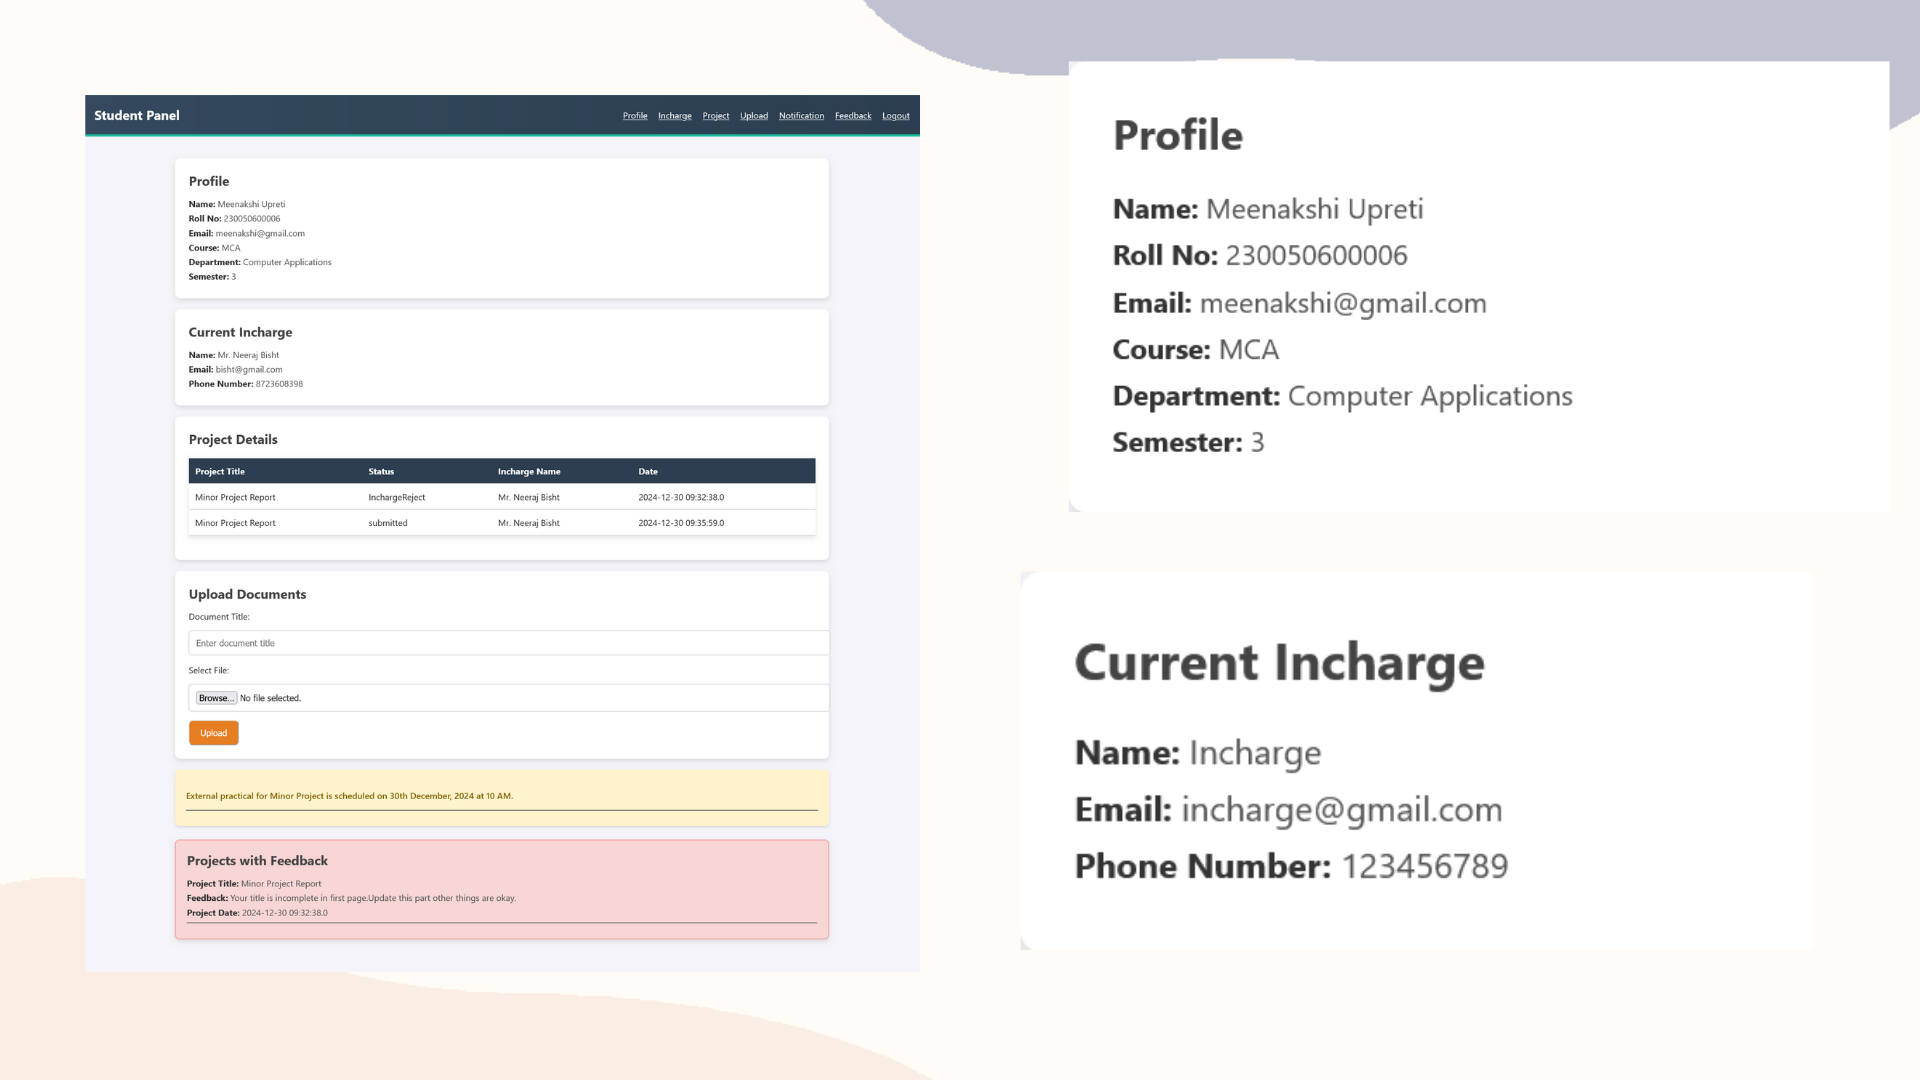 Student Panel
Profile Incharge Project Upload Notification Feedback Logout
Profile
Name: Meenakshi Upreti
Roll No: 230050600006
Email: meenakshi@gmail.com
Course: MCA
Department: Computer Applications
Semester: 3
Current Incharge
Name: Mr. Neeraj Bisht
Email: bisht@gmail.com
Phone Number: 8723608398
Project Details
Project Title Status Incharge Name Date
Minor Project Report InchargeReject Mr. Neeraj Bisht 2024-12-30 09:32:38.0
Minor Project Report submitted Mr. Neeraj Bisht 2024-12-30 09:35:59.0
Upload Documents
Document Title:
Enter document title
Select File:
Browse... No file selected.
Upload
External practical for Minor Project is scheduled on 30th December, 2024 at 10 AM.
Projects with Feedback
Project Title: Minor Project Report
Feedback: Your title is incomplete in first page.Update this part other things are okay.
Project Date: 2024-12-30 09:32:38.0
Profile
Name: Meenakshi Upreti
Roll No: 230050600006
Email: meenakshi@gmail.com
Course: MCA
Department: Computer Applications
Semester: 3
Current Incharge
Name: Incharge
Email: incharge@gmail.com
Phone Number: 123456789